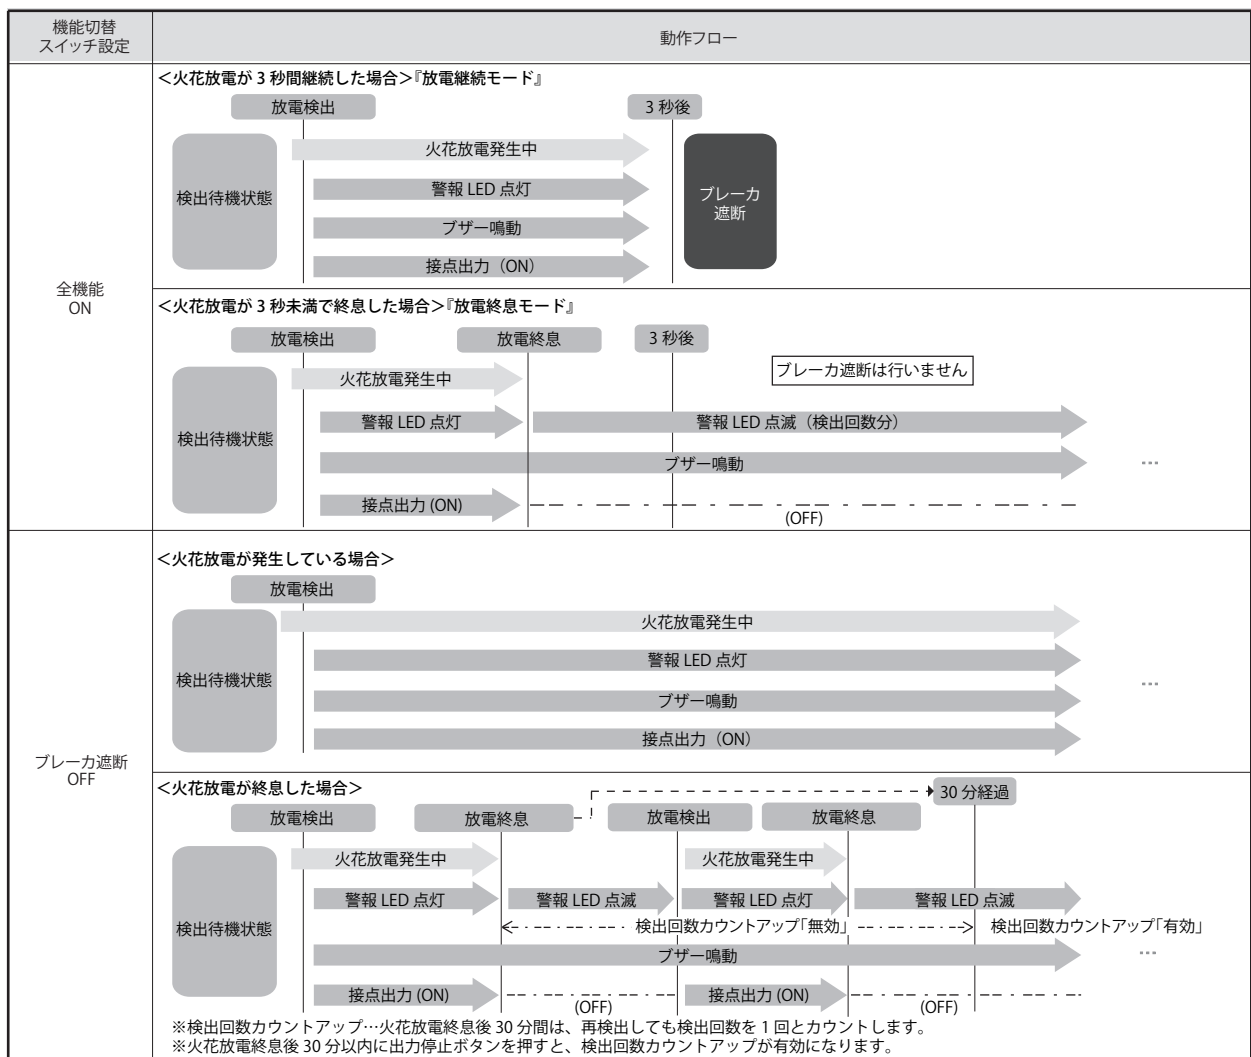 機能切替
スイッチ設定
動作フロー
全機能
ON
＜火花放電が 3 秒間継続した場合＞『放電継続モード』
放電検出
3 秒後
検出待機状態
火花放電発生中
警報 LED 点灯
ブザー鳴動
接点出力（ON）
ブレーカ
遮断
＜火花放電が 3 秒未満で終息した場合＞『放電終息モード』
放電検出
放電終息
3 秒後
ブレーカ遮断は行いません
検出待機状態
火花放電発生中
警報 LED 点灯
警報 LED 点滅（検出回数分）
ブザー鳴動
…
接点出力 (ON)
(OFF)
ブレーカ遮断
OFF
＜火花放電が発生している場合＞
放電検出
検出待機状態
火花放電発生中
警報 LED 点灯
ブザー鳴動
接点出力（ON）
…
＜火花放電が終息した場合＞
30 分経過
放電検出
放電終息
放電検出
放電終息
検出待機状態
火花放電発生中
火花放電発生中
警報 LED 点灯
警報 LED 点滅
警報 LED 点灯
警報 LED 点滅
検出回数カウントアップ「無効」
検出回数カウントアップ「有効」
ブザー鳴動
…
接点出力 (ON)
(OFF)
接点出力 (ON)
(OFF)
※検出回数カウントアップ…火花放電終息後 30 分間は、再検出しても検出回数を 1 回とカウントします。
※火花放電終息後 30 分以内に出力停止ボタンを押すと、検出回数カウントアップが有効になります。